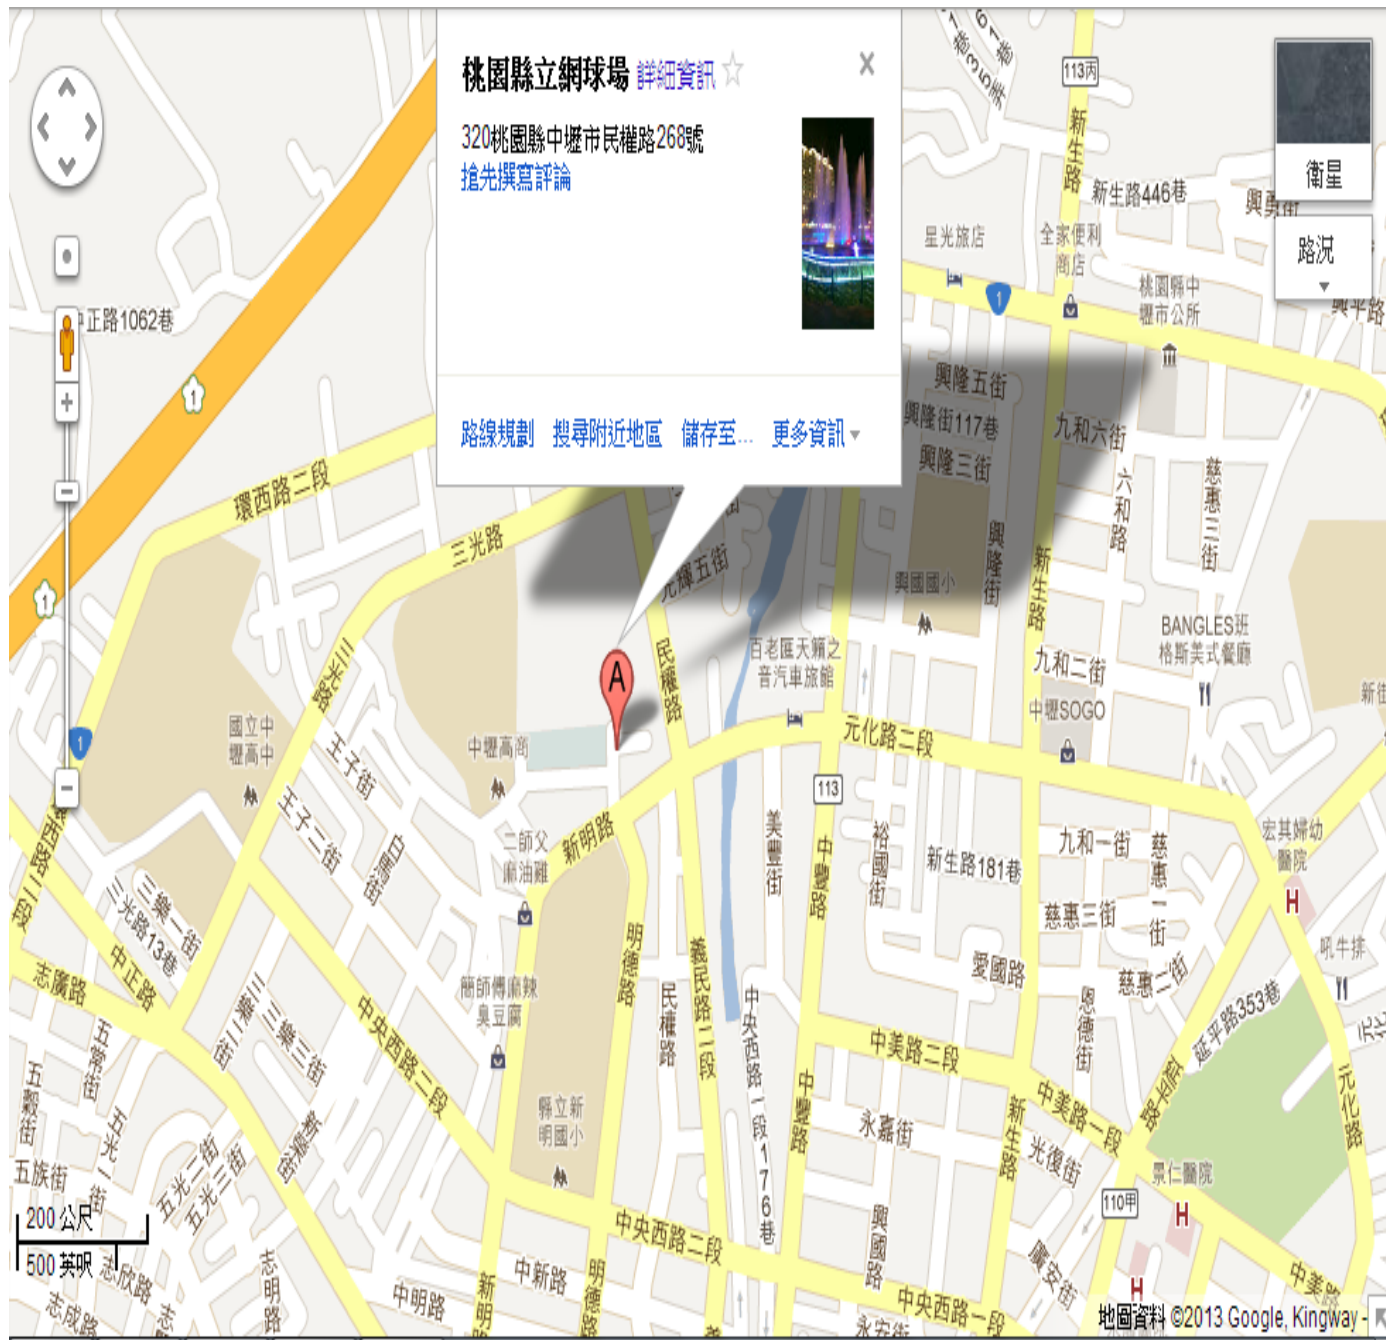 桃園縣立網球場 詳細資訊
320桃園縣中壢市民權路268號
搶先撰寫評論
路線規劃 搜尋附近地區 儲存至... 更多資訊
衛星
路況
113丙
新生路
新生路446巷
星光旅店
全家便利
商店
1
桃園縣中
壢市公所
興平路
中正路1062巷
1
興隆五街
興隆街117巷
興隆三街
九和六街
六和路
慈惠三街
環西路二段
三光路
興隆街
新生路
興國國小
1
BANGLES班
格斯美式餐廳
民權路
百老匯天籟之
音汽車旅館
九和二街
中壢SOGO
三光路
A
1
國立中
壢高中
王子街
中壢高商
元化路二段
113
王子二街
白馬街
二師父
麻油雞
新明路
美豐街
中豐路
裕國街
新生路181巷
九和一街
慈惠一街
宏其婦幼
醫院
H
三樂一街
三光路13巷
中正路
志廣路
明德路
義民路二段
慈惠三街
慈惠二街
愛國路
吼牛排
簡師傅麻辣
臭豆腐
民權路
中央西路一段176巷
恩德街
延平路353巷
三樂二街
三樂三街
中央西路二段
中美路二段
延平路
元化路
五常街
五穀街
五光一街
中豐路
新生路
中美路一段
縣立新
明國小
永嘉街
光復街
五族街
五光二街
五光三街
景仁醫院
H
110甲
200 公尺
500 英呎
中央西路二段
興國路
廣安街
志欣路
志成路
志明路
中新路
中明路
新明路
明德路
H
中美路
中央西路一段
永安街
地圖資料 ©2013 Google, Kingway -